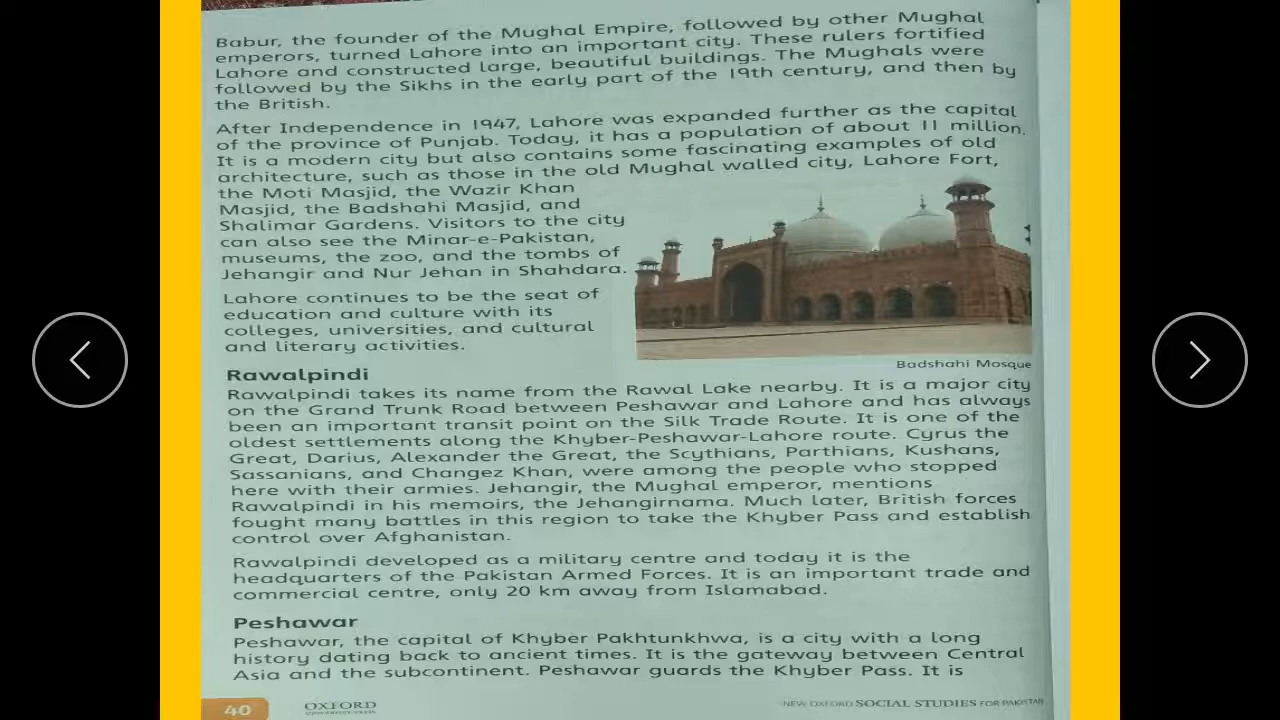 Babur, the founder of the Mughal Empire, followed by other Mughal
emperors, turned Lahore into an important city. These rulers fortified
Lahore and constructed large, beautiful buildings. The Mughals were
followed by the Sikhs in the early part of the 19th century, and then by
the British.
After Independence in 1947, Lahore was expanded further as the capital
of the province of Punjab. Today, it has a population of about 11 million.
It is a modern city but also contains some fascinating examples of old
architecture, such as those in the old Mughal walled city, Lahore Fort,
the Moti Masjid, the Wazir Khan
Masjid, the Badshahi Masjid, and
Shalimar Gardens. Visitors to the city
can also see the Minar-e-Pakistan,
museums, the zoo, and the tombs of
Jehangir and Nur Jehan in Shahdara.
Lahore continues to be the seat of
education and culture with its
colleges, universities, and cultural
and literary activities.
Badshahi Mosque
Rawalpindi
Rawalpindi takes its name from the Rawal Lake nearby. It is a major city
on the Grand Trunk Road between Peshawar and Lahore and has always
been an important transit point on the Silk Trade Route. It is one of the
oldest settlements along the Khyber-Peshawar-Lahore route. Cyrus the
Great, Darius, Alexander the Great, the Scythians, Parthians, Kushans,
Sassanians, and Changez Khan, were among the people who stopped
here with their armies. Jehangir, the Mughal emperor, mentions
Rawalpindi in his memoirs, the Jehangirnama. Much later, British forces
fought many battles in this region to take the Khyber Pass and establish
control over Afghanistan.
Rawalpindi developed as a military centre and today it is the
headquarters of the Pakistan Armed Forces. It is an important trade and
commercial centre, only 20 km away from Islamabad.
Peshawar
Peshawar, the capital of Khyber Pakhtunkhwa, is a city with a long
history dating back to ancient times. It is the gateway between Central
Asia and the subcontinent. Peshawar guards the Khyber Pass. It is
40
OXFORD
UNIVERSITY PRESS
NEW OXFORD SOCIAL STUDIES FOR PAKISTAN